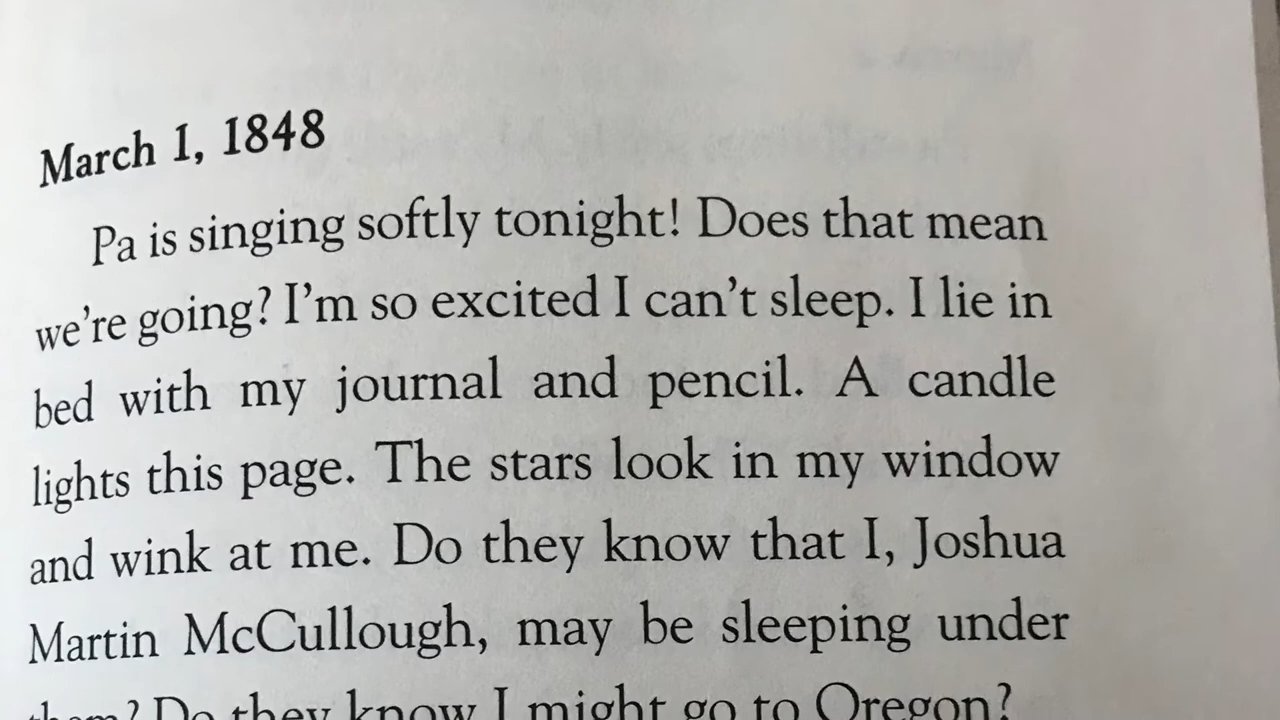 March 1, 1848
Pa is singing softly tonight! Does that mean
we're going? I'm so excited I can't sleep. I lie in
bed with my journal and pencil. A candle
lights this page. The stars look in my window
and wink at me. Do they know that I, Joshua
Martin McCullough, may be sleeping under
them? Do they know I might go to Oregon?